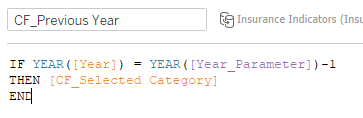 CF_Previous Year
Insurance Indicators (Insu
IF YEAR([Year]) = YEAR([Year_Parameter])-1
THEN [CF_Selected Category]
END